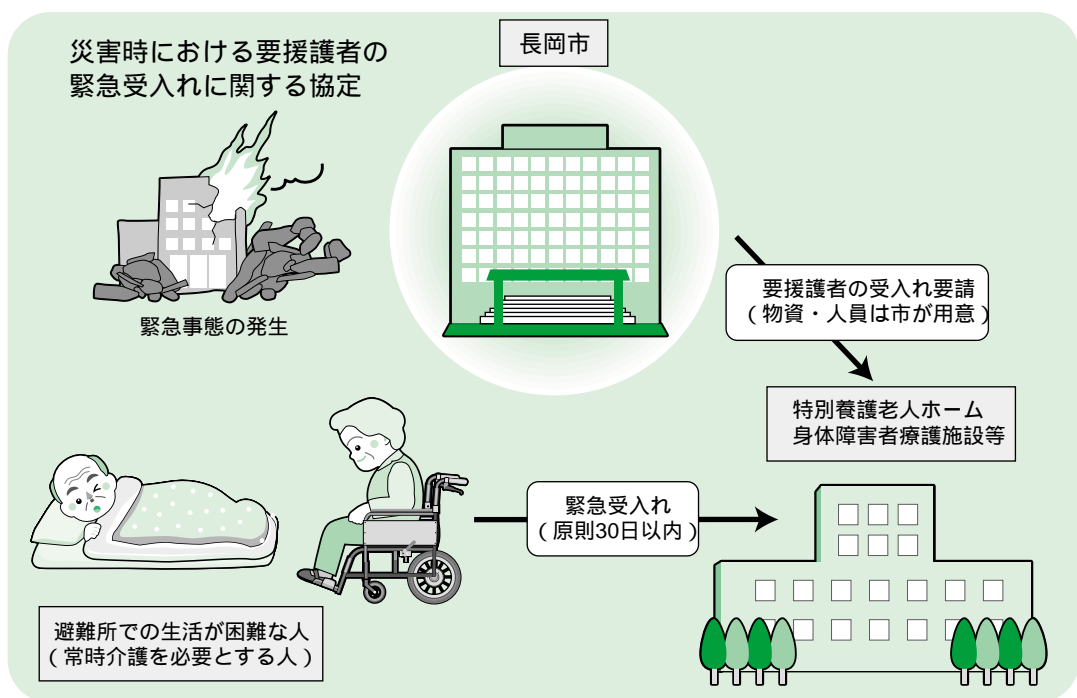 災害時における要援護者の
緊急受入れに関する協定
長岡市
緊急事態の発生
要援護者の受入れ要請
（物資・人員は市が用意）
特別養護老人ホーム
身体障害者療護施設等
緊急受入れ
（原則30日以内）
避難所での生活が困難な人
（常時介護を必要とする人）